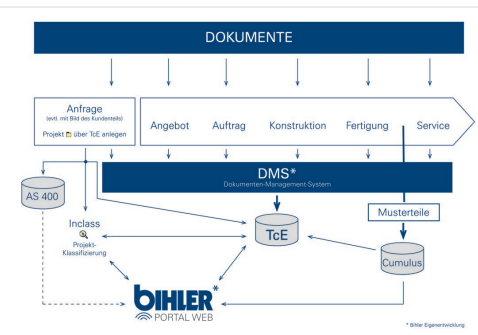 DOKUMENTE
Anfrage
(evtl. mit Bild des Kundenteils)
Projekt über TcE anlegen
Angebot
Auftrag
Konstruktion
Fertigung
Service
DMS*
Dokumenten-Management-System
AS 400
Inclass
Projekt-
Klassifizierung
TcE
Musterteile
Cumulus
BIHLER*
PORTAL WEB
* Bihler Eigenentwicklung